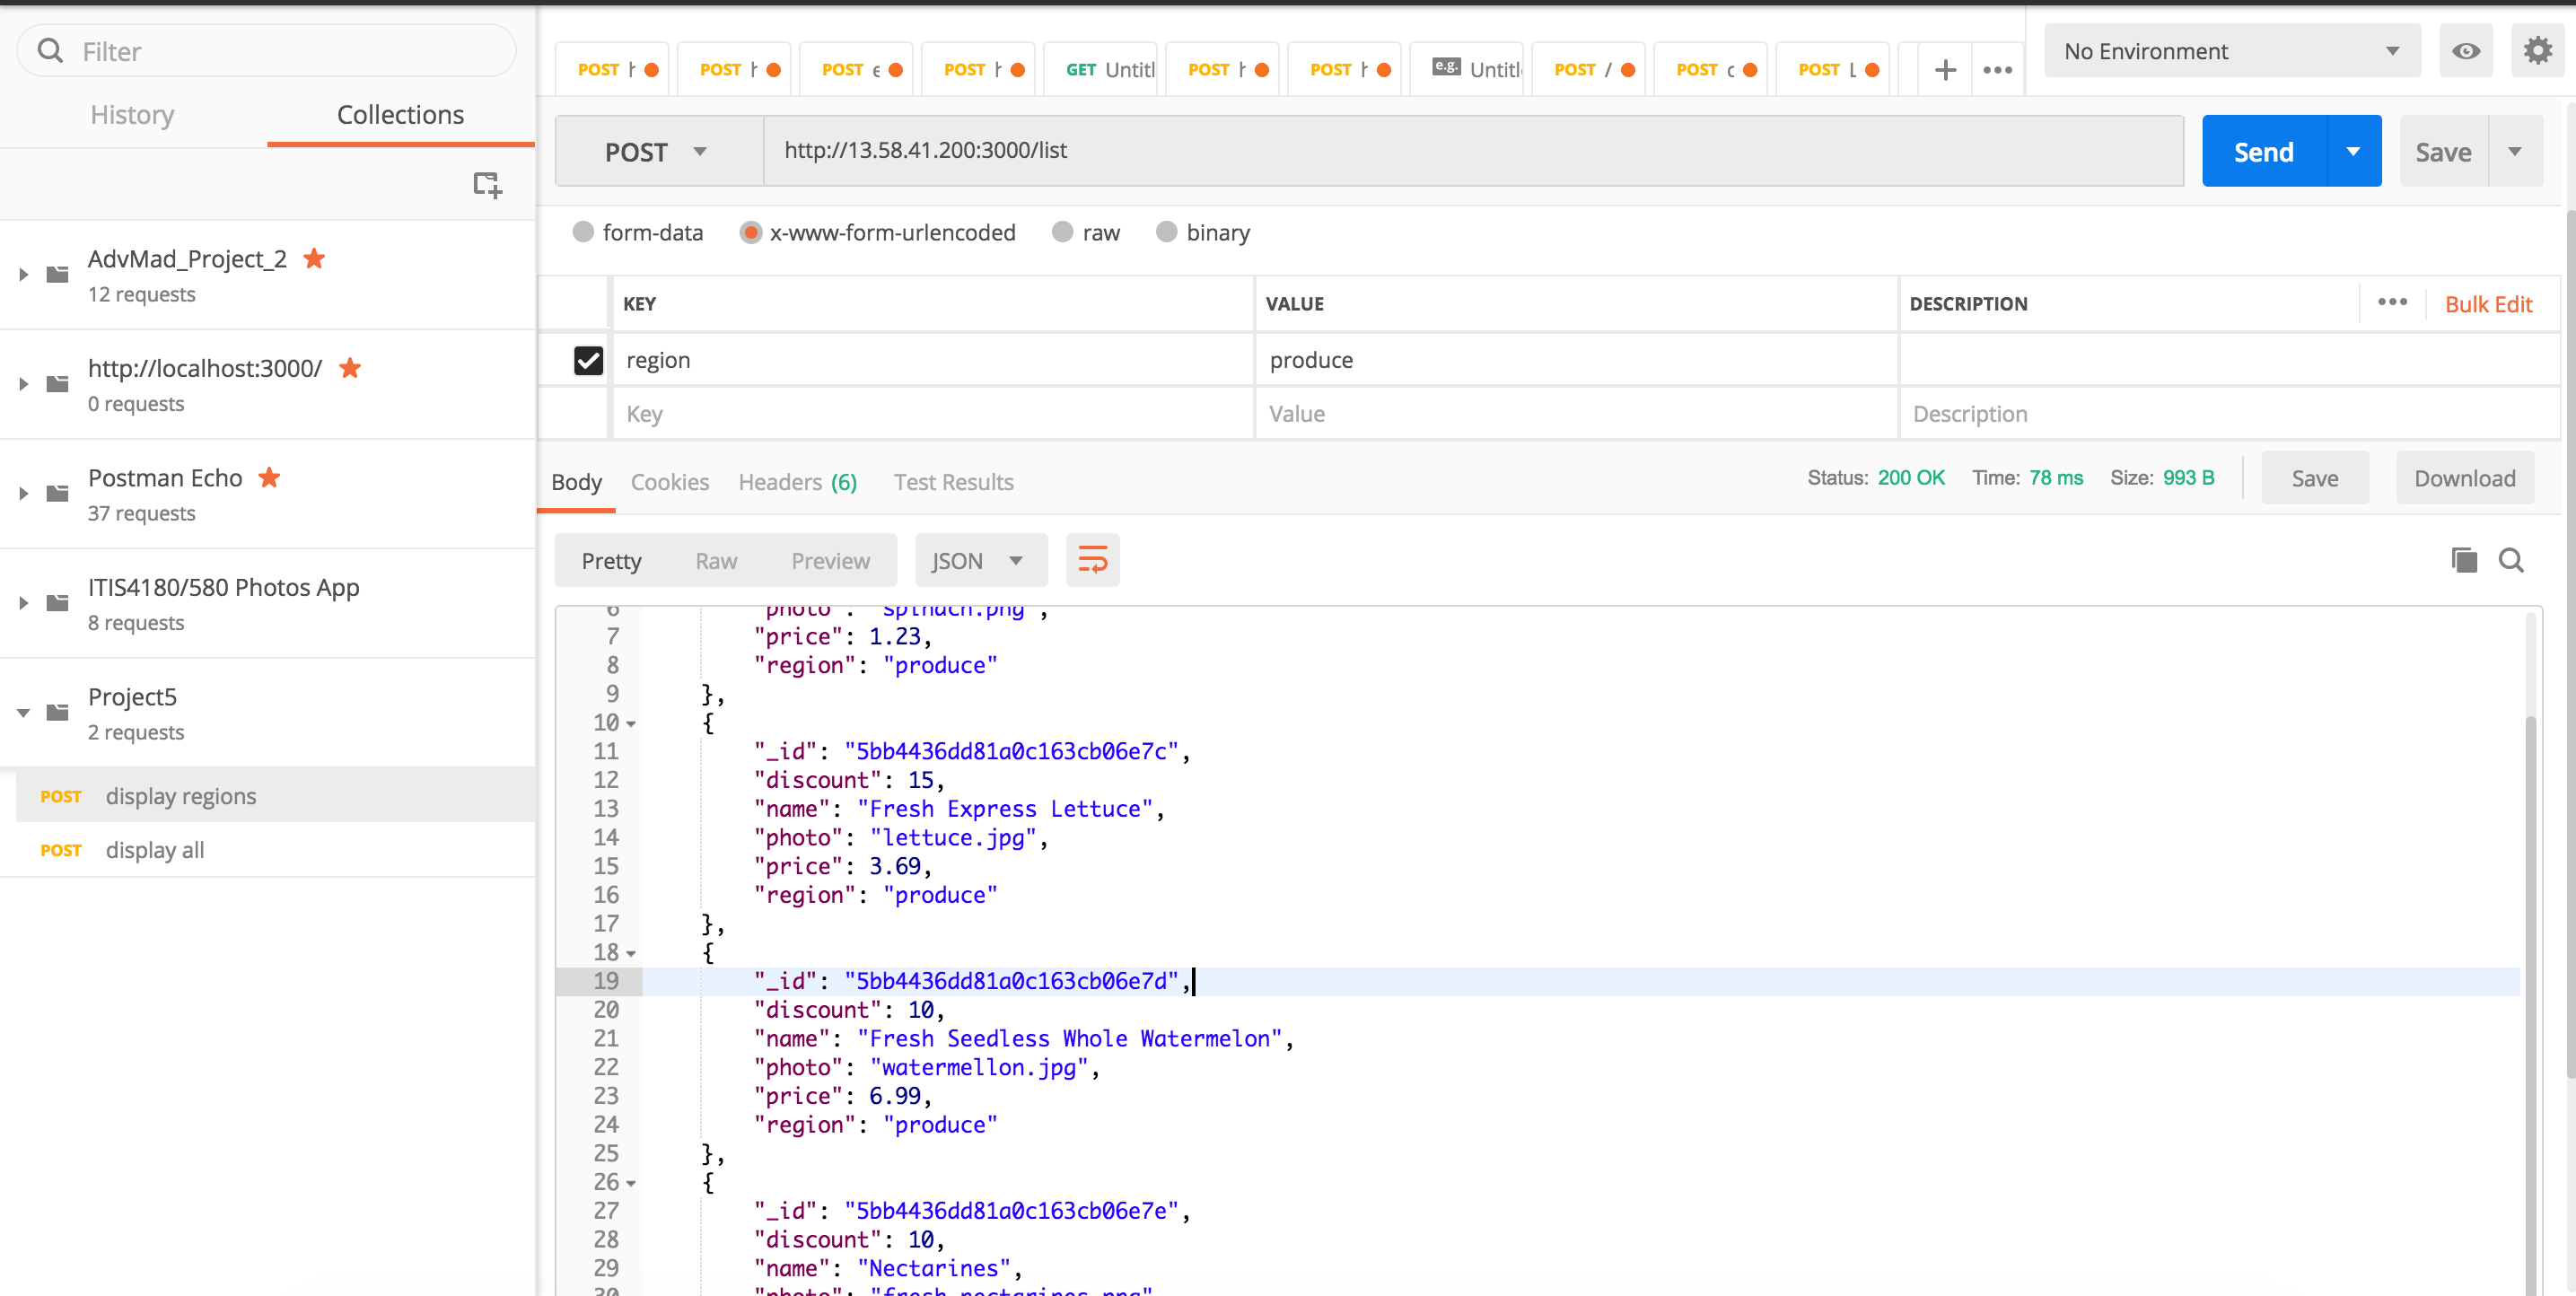 Filter
History Collections
AdvMad_Project_2
12 requests
http://localhost:3000/
0 requests
Postman Echo
37 requests
ITIS4180/580 Photos App
8 requests
Project5
2 requests
POST display regions
POST display all
POST POST POST POST GET Untitl POST POST e.g. Untitl POST / POST POST
No Environment
POST http://13.58.41.200:3000/list Send Save
form-data x-www-form-urlencoded raw binary
KEY VALUE DESCRIPTION Bulk Edit
region produce
Key Value Description
Body Cookies Headers (6) Test Results Status: 200 OK Time: 78 ms Size: 993 B Save Download
Pretty Raw Preview JSON
6 "photo": "spinach.png",
7 "price": 1.23,
8 "region": "produce"
9 },
10 {
11 "_id": "5bb4436dd81a0c163cb06e7c",
12 "discount": 15,
13 "name": "Fresh Express Lettuce",
14 "photo": "lettuce.jpg",
15 "price": 3.69,
16 "region": "produce"
17 },
18 {
19 "_id": "5bb4436dd81a0c163cb06e7d",
20 "discount": 10,
21 "name": "Fresh Seedless Whole Watermelon",
22 "photo": "watermellon.jpg",
23 "price": 6.99,
24 "region": "produce"
25 },
26 {
27 "_id": "5bb4436dd81a0c163cb06e7e",
28 "discount": 10,
29 "name": "Nectarines",
30 "photo": "fresh_nectarines.png"